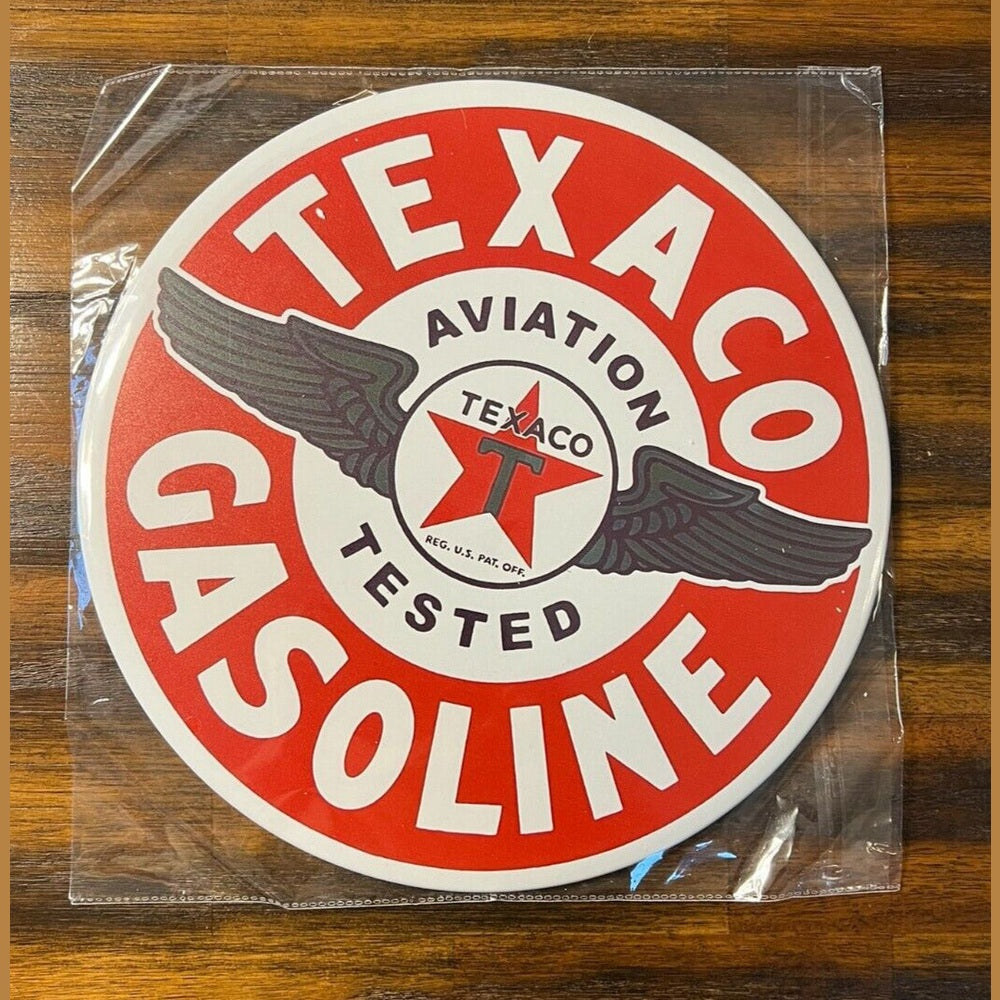 TEXACO
AVIATION
TEXACO
T
REG. U.S. PAT. OFF.
TESTED
GASOLINE